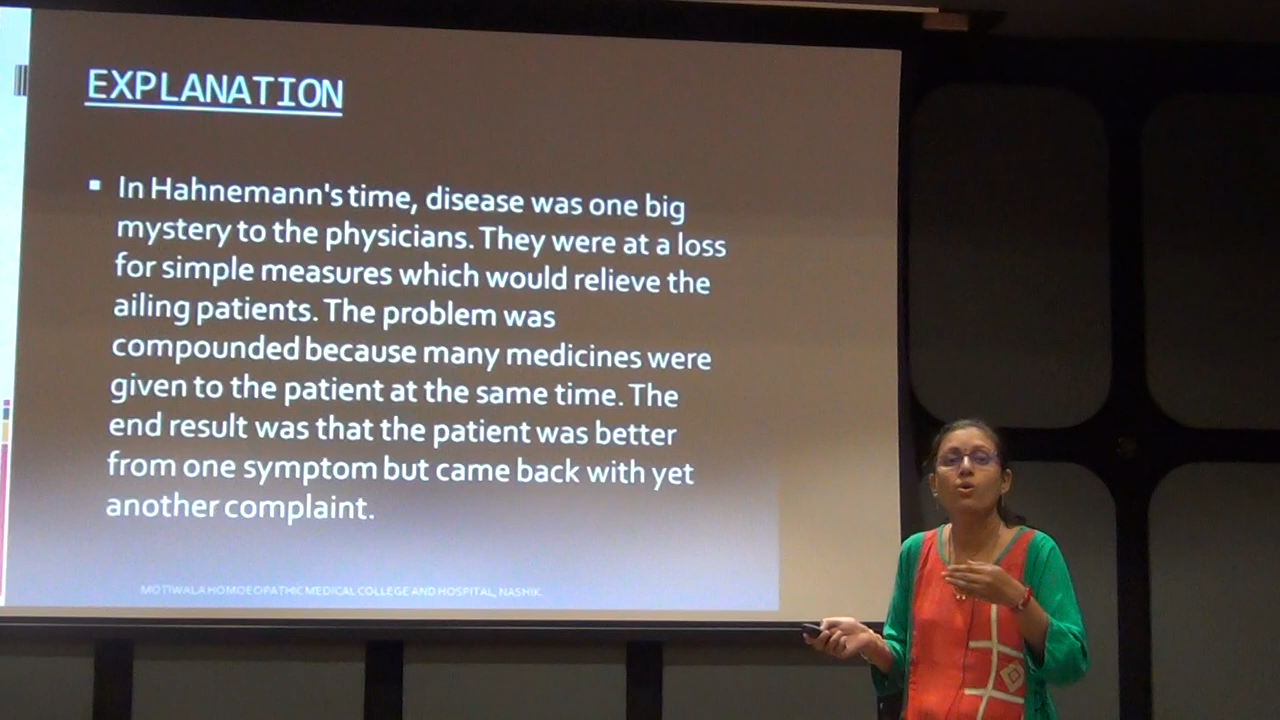 EXPLANATION
In Hahnemann's time, disease was one big
mystery to the physicians. They were at a loss
for simple measures which would relieve the
ailing patients. The problem was
compounded because many medicines were
given to the patient at the same time. The
end result was that the patient was better
from one symptom but came back with yet
another complaint.
MOTIWALA HOMOEOPATHIC MEDICAL COLLEGE AND HOSPITAL, NASHIK.